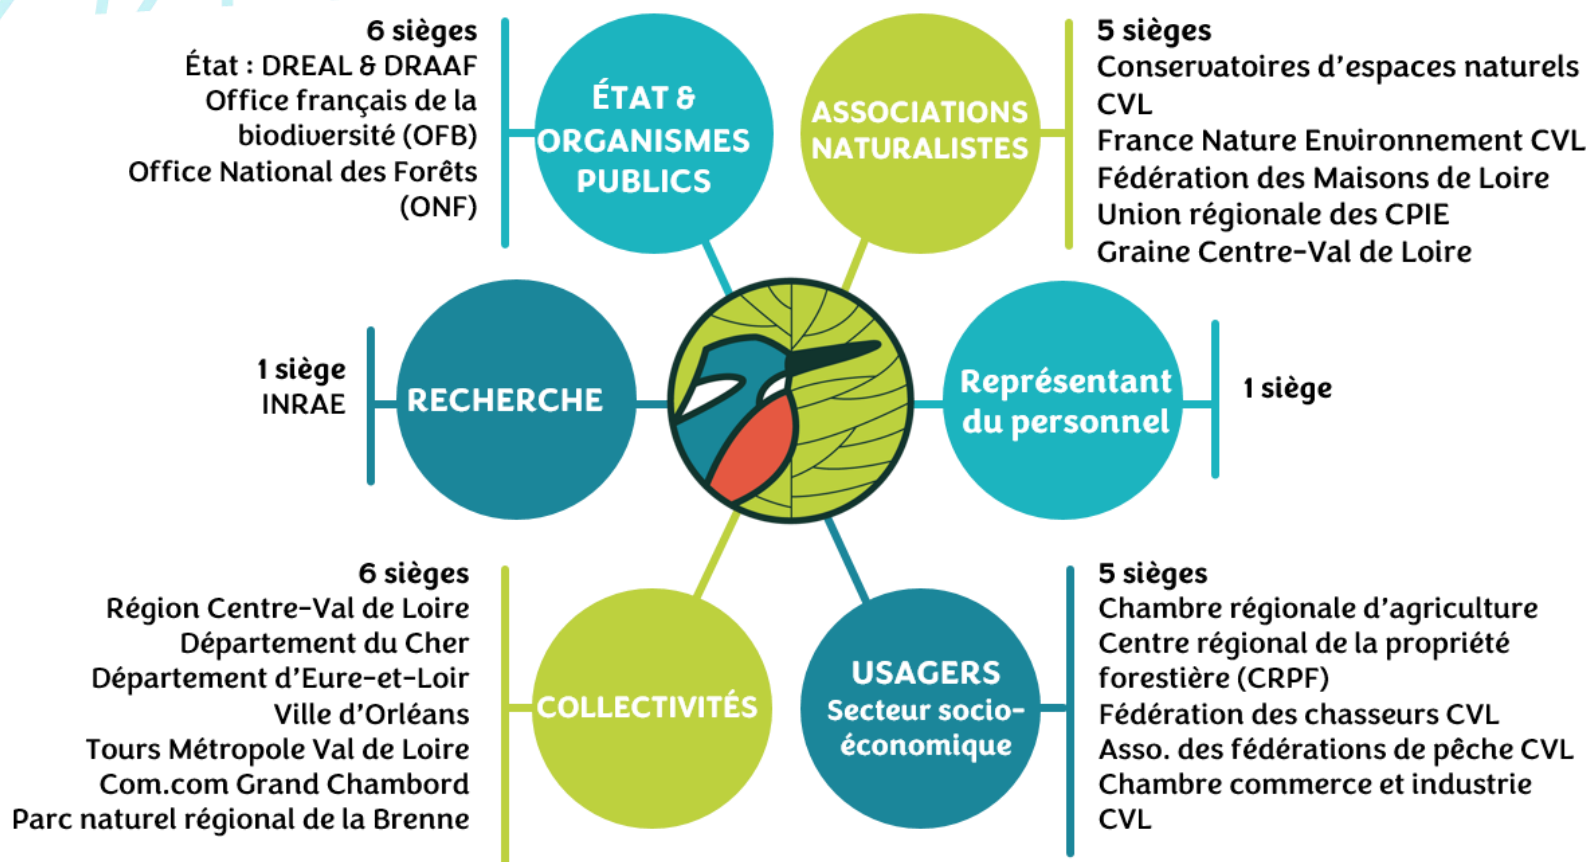 6 sièges
État : DREAL & DRAAF
Office français de la
biodiversité (OFB)
Office National des Forêts
(ONF)
ÉTAT &
ORGANISMES
PUBLICS
ASSOCIATIONS
NATURALISTES
5 sièges
Conservatoires d'espaces naturels
CVL
France Nature Environnement CVL
Fédération des Maisons de Loire
Union régionale des CPIE
Graine Centre-Val de Loire
1 siège
INRAE
RECHERCHE
Représentant
du personnel
1 siège
6 sièges
Région Centre-Val de Loire
Département du Cher
Département d'Eure-et-Loir
Ville d'Orléans
Tours Métropole Val de Loire
Com.com Grand Chambord
Parc naturel régional de la Brenne
COLLECTIVITÉS
USAGERS
Secteur socio-
économique
5 sièges
Chambre régionale d'agriculture
Centre régional de la propriété
forestière (CRPF)
Fédération des chasseurs CVL
Asso. des fédérations de pêche CVL
Chambre commerce et industrie
CVL